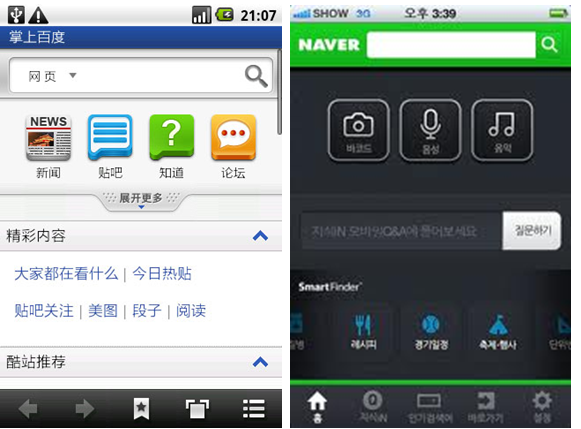 21:07
掌上百度
网页
NEWS
新闻
贴吧
知道
论坛
展开更多
精彩内容
大家都在看什么 | 今日热贴
贴吧关注 | 美图 | 段子 | 阅读
酷站推荐
SHOW 3G 오후 3:39
NAVER
바코드
음성
음악
지식iN 모바일Q&A에 물어보세요
질문하기
SmartFinder
레시피
경기일정
축제·행사
홈
지식iN
인기검색어
바로가기
설정